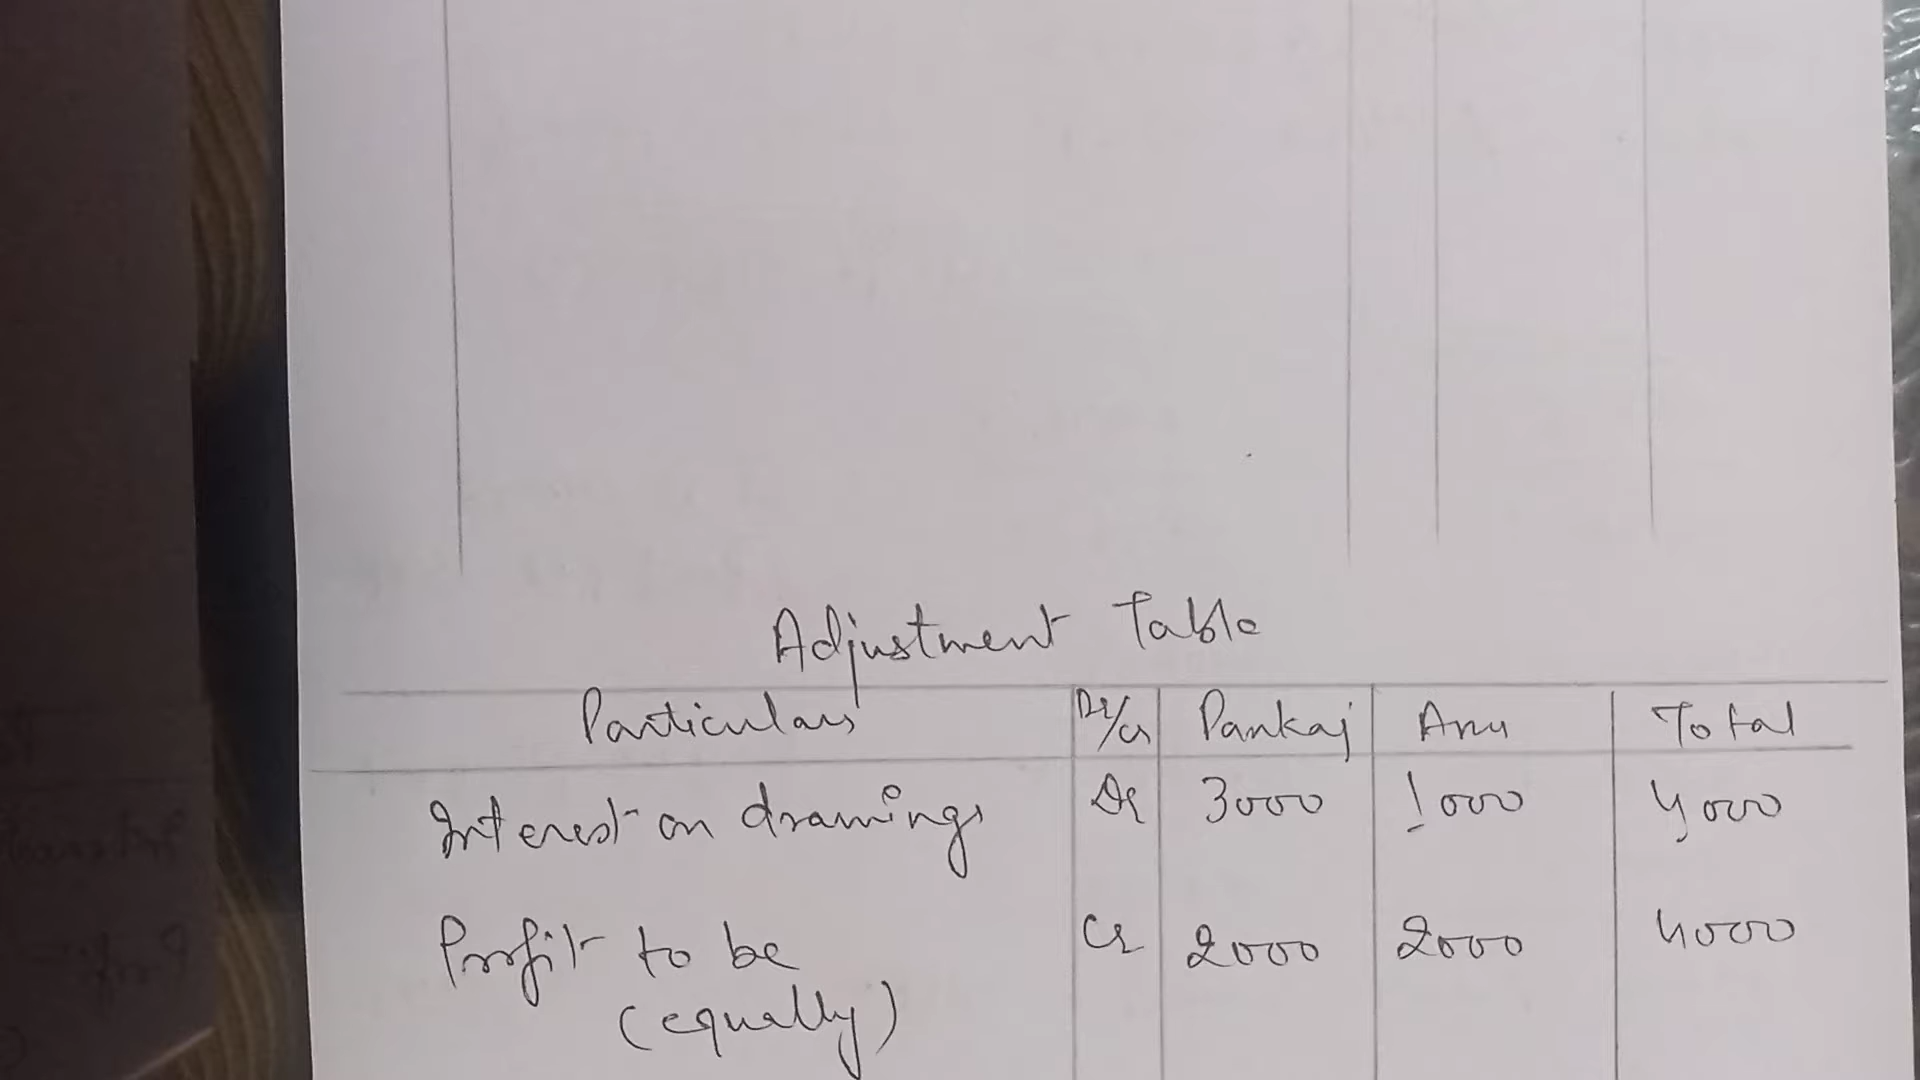 Adjustment Table
Particulars Dr/Cr Pankaj Anu Total
Interest on drawings Dr 3000 1000 4000
Profit to be Cr 2000 2000 4000
(equally)